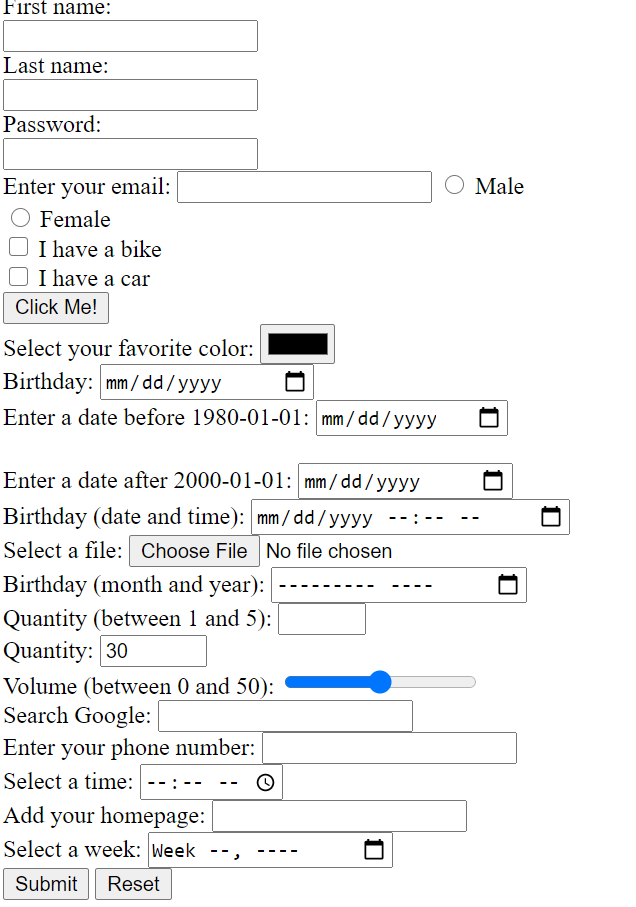 First name:
Last name:
Password:
Enter your email: Male
Female
I have a bike
I have a car
Click Me!
Select your favorite color:
Birthday: mm/dd/yyyy
Enter a date before 1980-01-01: mm/dd/yyyy
Enter a date after 2000-01-01: mm/dd/yyyy
Birthday (date and time): mm/dd/yyyy --:-- --
Select a file: Choose File No file chosen
Birthday (month and year): --------- ----
Quantity (between 1 and 5):
Quantity: 30
Volume (between 0 and 50):
Search Google:
Enter your phone number:
Select a time: --:-- --
Add your homepage:
Select a week: Week --, ----
Submit Reset